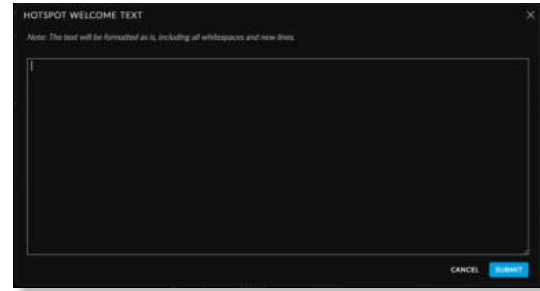 HOTSPOT WELCOME TEXT
Note: The text will be formatted as is, including all whitespaces and new lines.
CANCEL SUBMIT